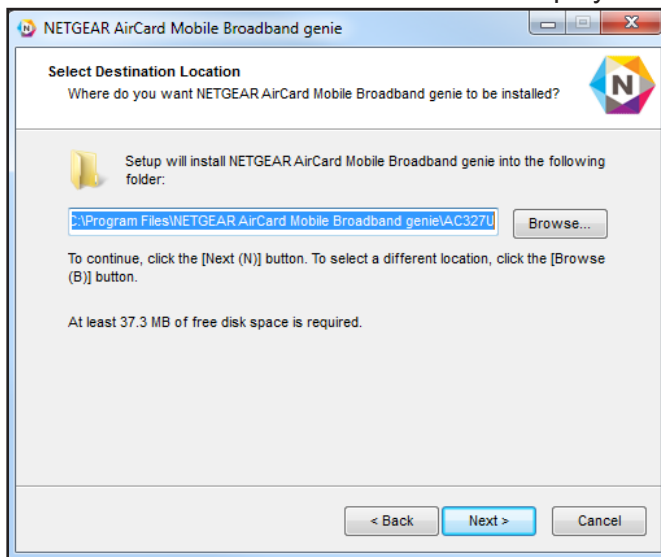 NETGEAR AirCard Mobile Broadband genie
Select Destination Location
Where do you want NETGEAR AirCard Mobile Broadband genie to be installed?
N
Setup will install NETGEAR AirCard Mobile Broadband genie into the following
folder:
:\Program Files\NETGEAR AirCard Mobile Broadband genie\AC327U
Browse...
To continue, click the [Next (N)] button. To select a different location, click the [Browse
(B)] button.
At least 37.3 MB of free disk space is required.
< Back
Next >
Cancel